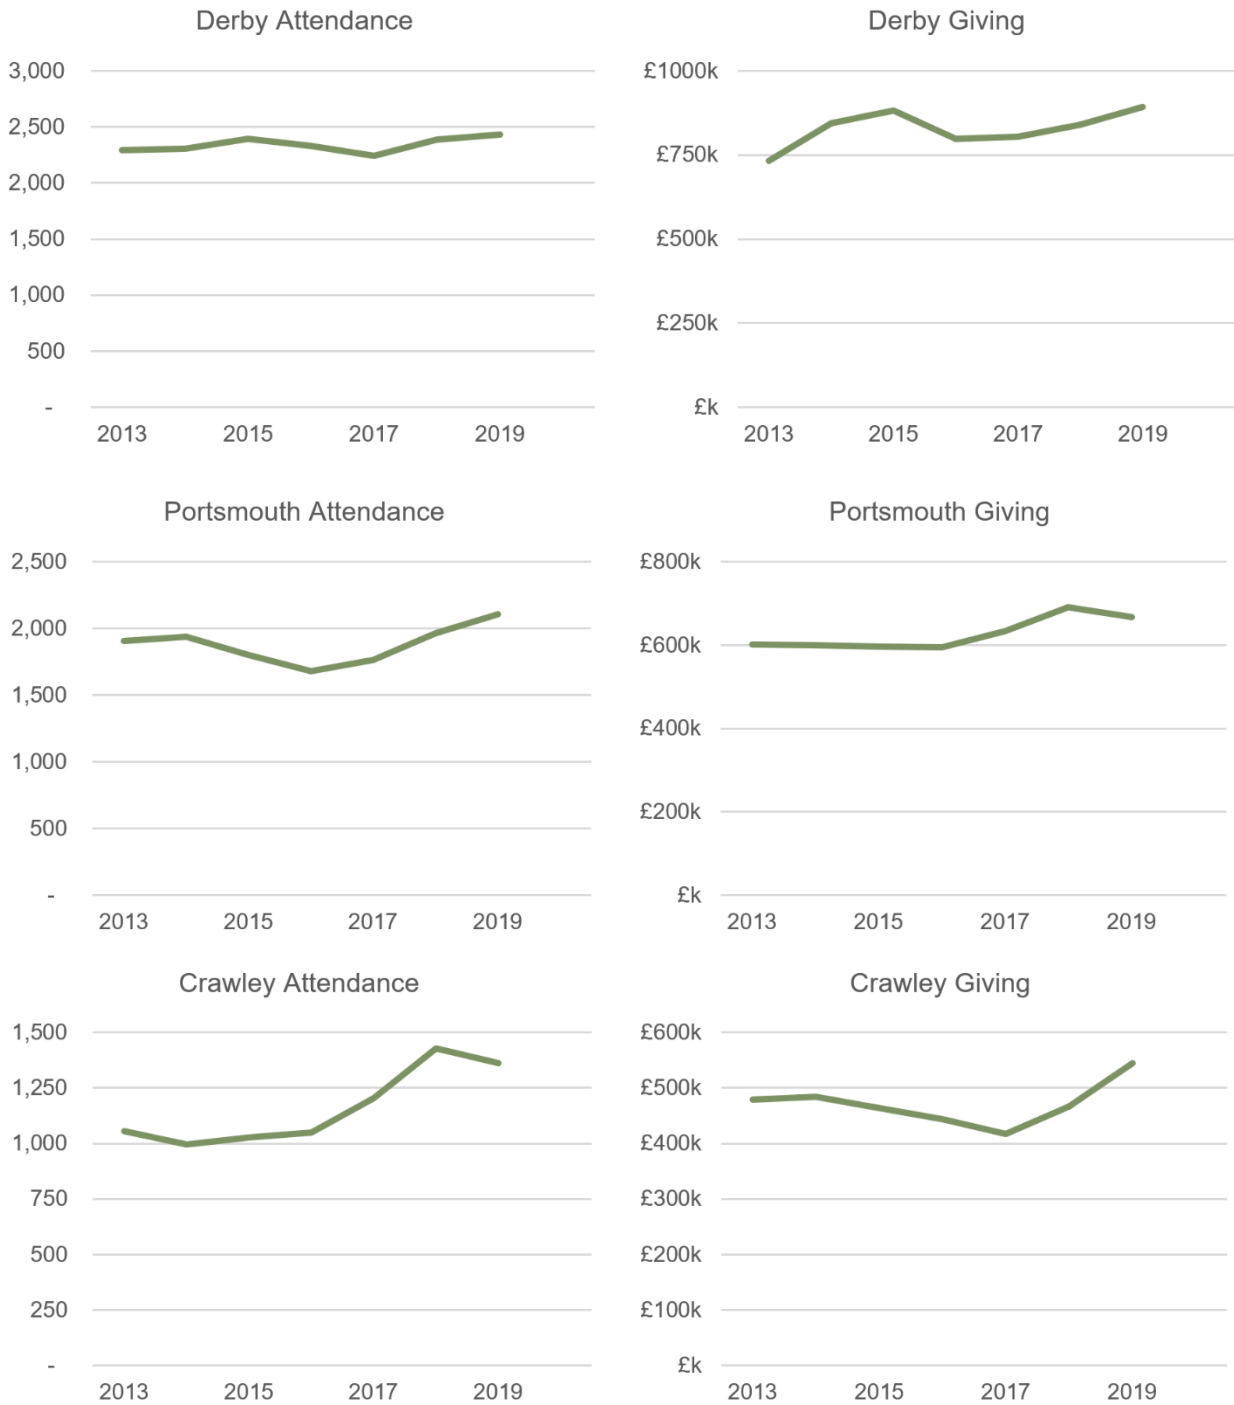 Derby Attendance
3,000
2,500
2,000
1,500
1,000
500
-
2013 2015 2017 2019
Derby Giving
£1000k
£750k
£500k
£250k
£k
2013 2015 2017 2019
Portsmouth Attendance
2,500
2,000
1,500
1,000
500
-
2013 2015 2017 2019
Portsmouth Giving
£800k
£600k
£400k
£200k
£k
2013 2015 2017 2019
Crawley Attendance
1,500
1,250
1,000
750
500
250
-
2013 2015 2017 2019
Crawley Giving
£600k
£500k
£400k
£300k
£200k
£100k
£k
2013 2015 2017 2019